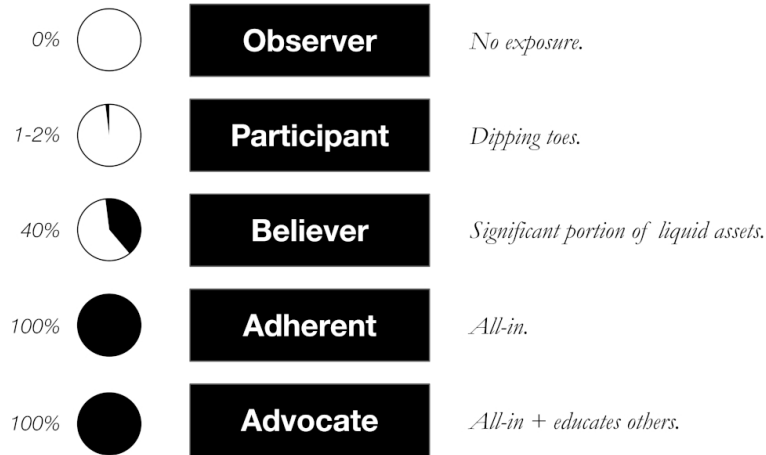 0% Observer No exposure.
1-2% Participant Dipping toes.
40% Believer Significant portion of liquid assets.
100% Adherent All-in.
100% Advocate All-in + educates others.